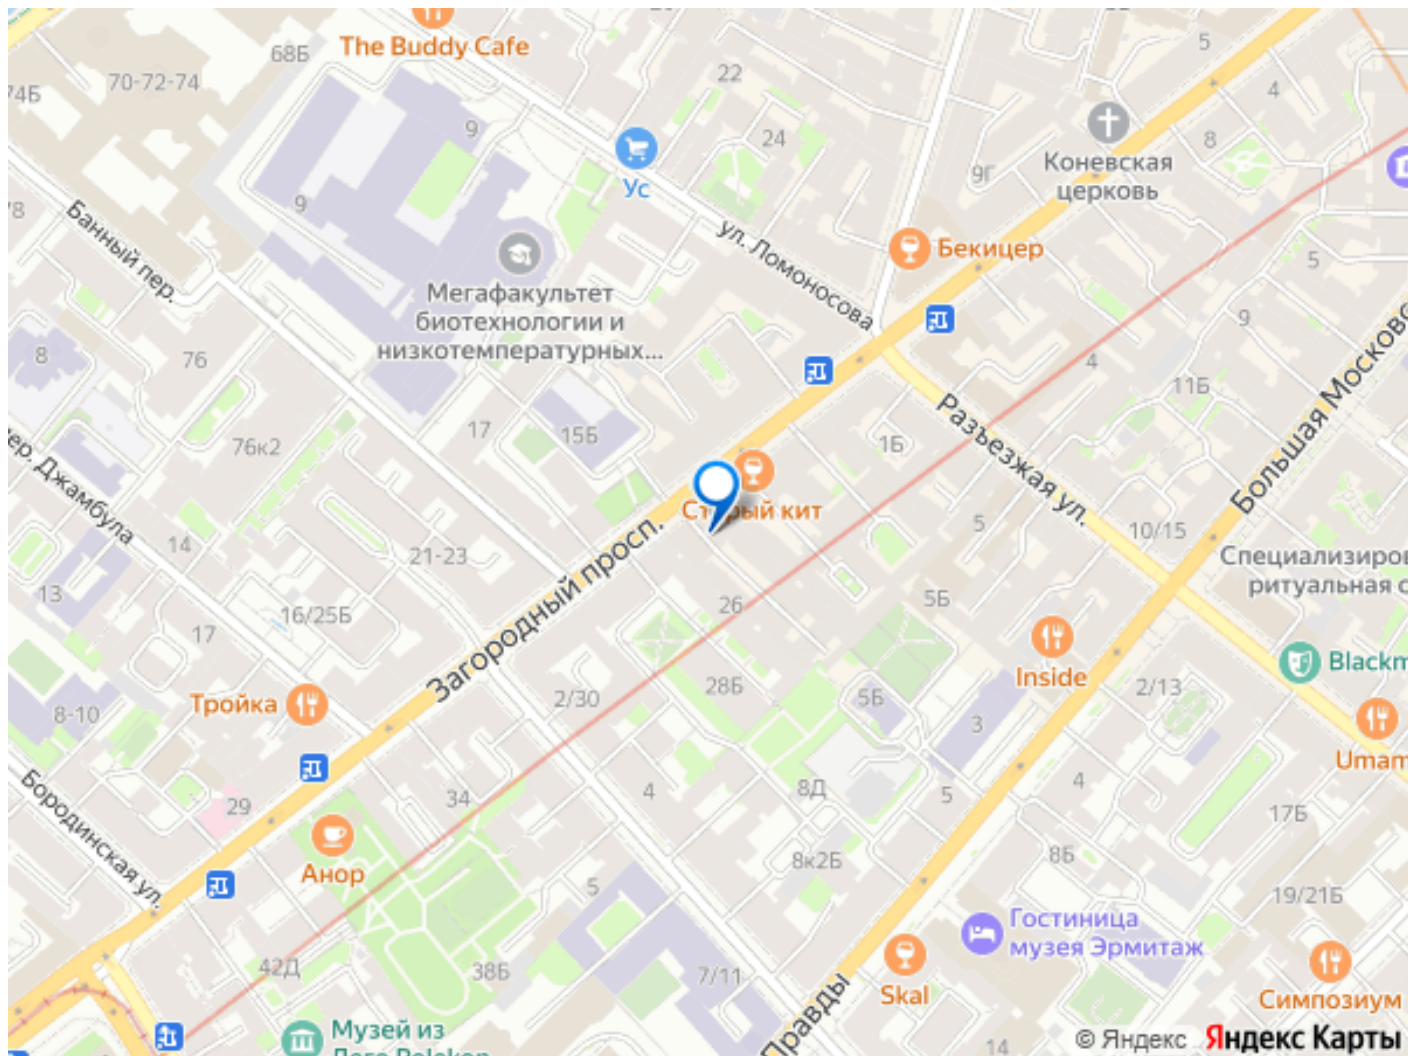 The Buddy Cafe
68Б
70-72-74
74Б
22
5
4
9
24
8
Коневская
церковь
9Г
Ус
9
78
Банный пер.
ул. Ломоносова
Бекицер
5
Мегафакультет
биотехнологии и
низкотемпературных...
9
8
76
4
11Б
Большая Московс
76к2
17
15Б
1Б
Разъезжая ул.
ер. Джамбула
Старый кит
5
10/15
14
21-23
Загородный просп.
Специализиров
ритуальная с
13
16/25Б
26
5Б
17
Inside
Blackm
Тройка
2/30
28Б
5Б
2/13
8-10
3
Umam
29
34
4
8Д
5
4
17Б
Бородинская ул.
Анор
8к2Б
8Б
5
19/21Б
Гостиница
музея Эрмитаж
42Д
38Б
7/11
Skal
Симпозиум
Правды
Музей из
14
© Яндекс Яндекс Карты